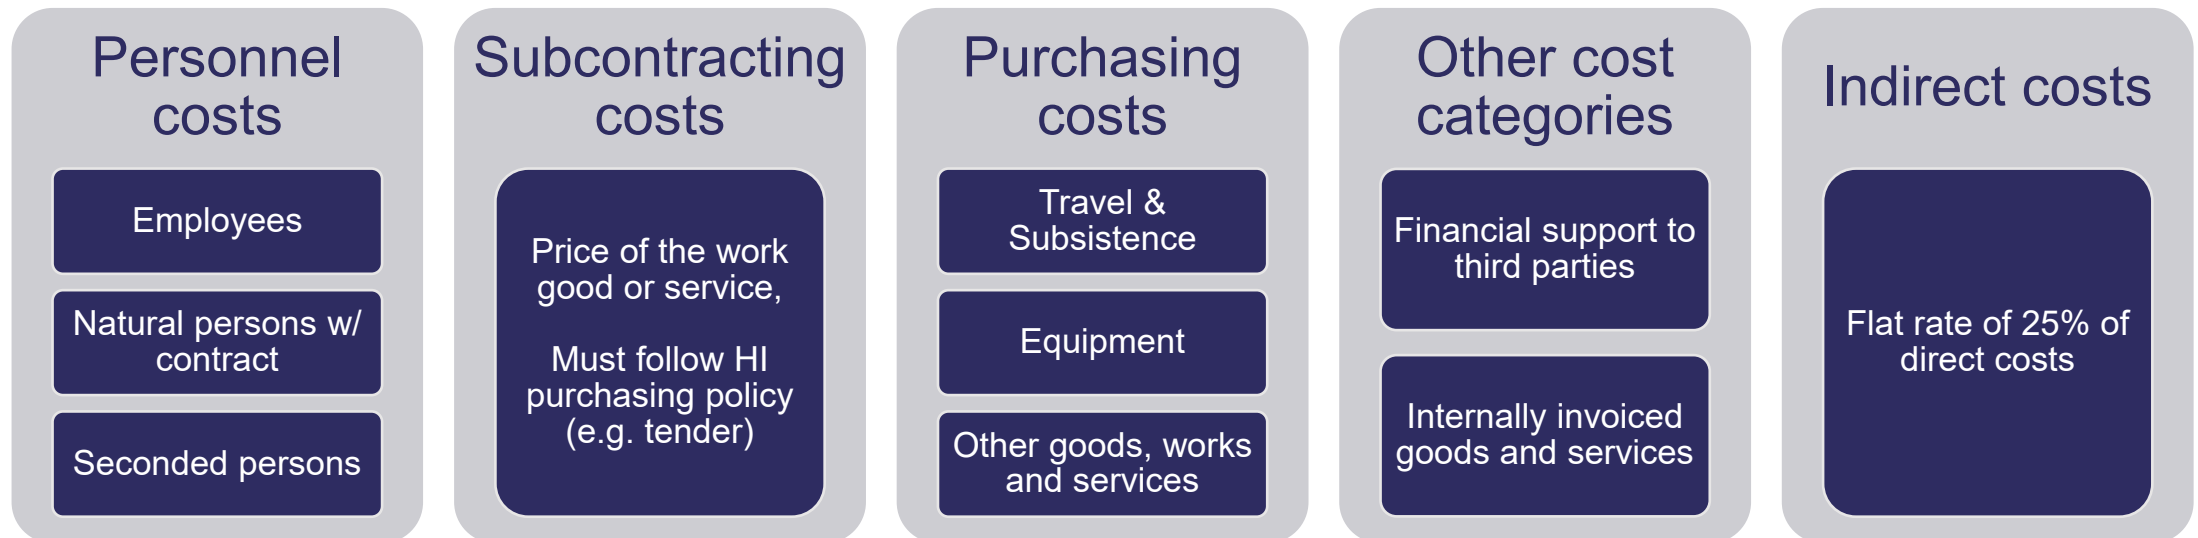 Personnel
costs
Employees
Natural persons w/
contract
Seconded persons
Subcontracting
costs
Price of the work
good or service,
Must follow HI
purchasing policy
(e.g. tender)
Purchasing
costs
Travel &
Subsistence
Equipment
Other goods, works
and services
Other cost
categories
Financial support to
third parties
Internally invoiced
goods and services
Indirect costs
Flat rate of 25% of
direct costs